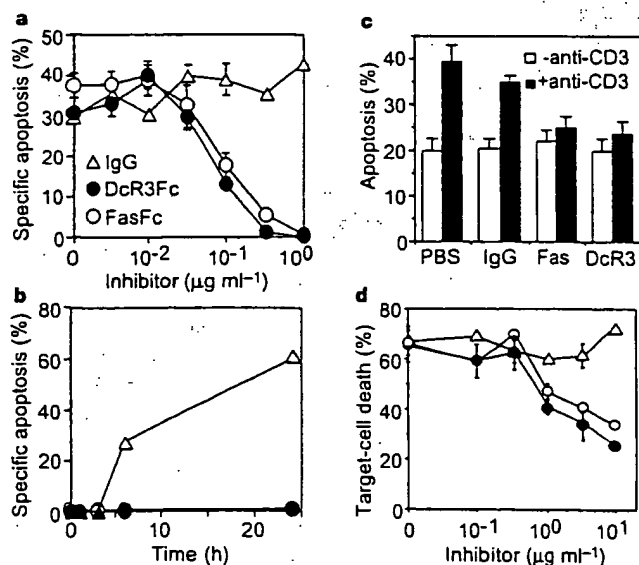 a
Specific apoptosis (%)
50
40
30
20
10
0
△ IgG
● DcR3Fc
○ FasFc
0 10-2 10-1 100
Inhibitor (µg ml–1)
b
Specific apoptosis (%)
80
60
40
20
0
0 10 20
Time (h)
c
Apoptosis (%)
50
40
30
20
10
0
-anti-CD3
+anti-CD3
PBS IgG Fas DcR3
d
Target-cell death (%)
80
60
40
20
0
0 10-1 100 101
Inhibitor (µg ml–1)